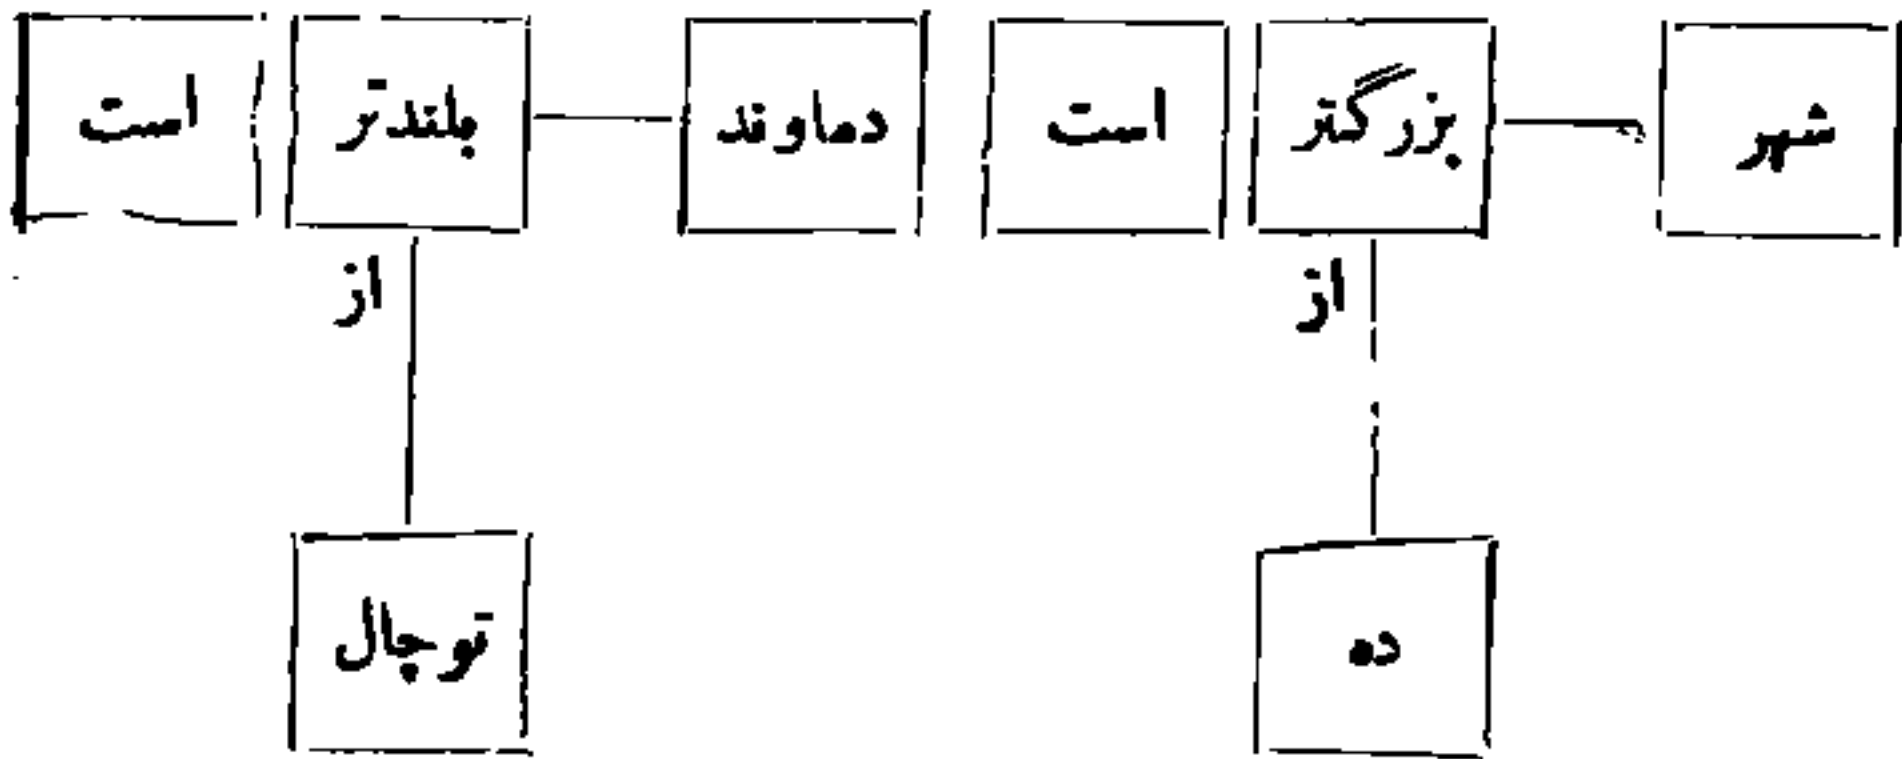 شهر بزرگتر است دماوند بلندتر است
از از
ده توچال